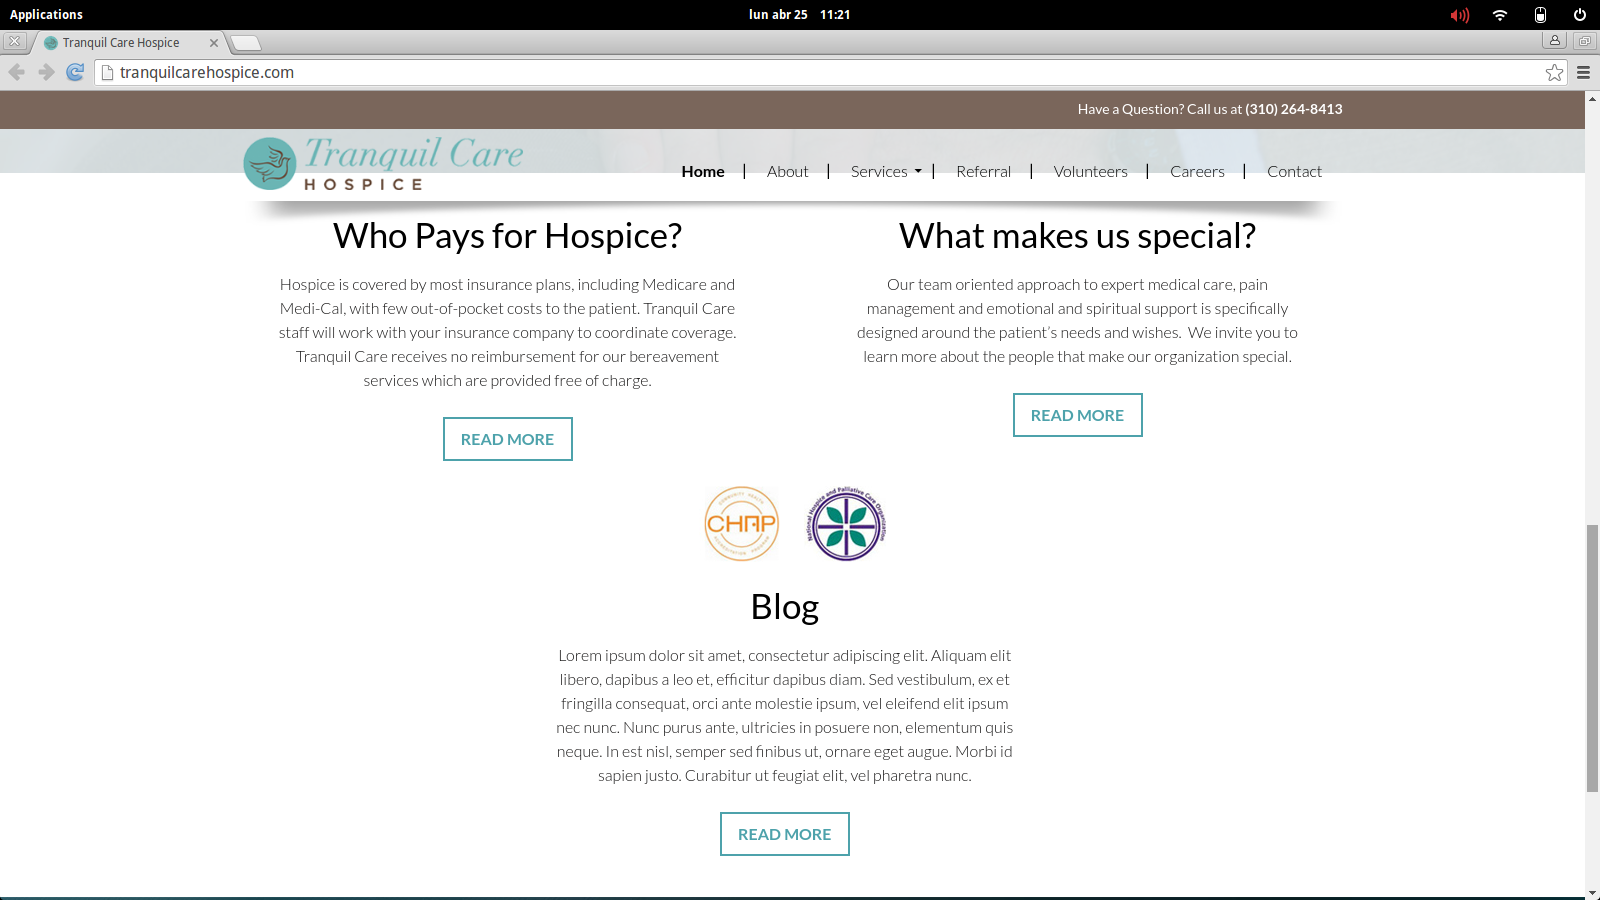 Applications
lun abr 25 11:21
Tranquil Care Hospice
tranquilcarehospice.com
Have a Question? Call us at (310) 264-8413
Tranquil Care
HOSPICE
Home | About | Services | Referral | Volunteers | Careers | Contact
Who Pays for Hospice?
Hospice is covered by most insurance plans, including Medicare and
Medi-Cal, with few out-of-pocket costs to the patient. Tranquil Care
staff will work with your insurance company to coordinate coverage.
Tranquil Care receives no reimbursement for our bereavement
services which are provided free of charge.
READ MORE
What makes us special?
Our team oriented approach to expert medical care, pain
management and emotional and spiritual support is specifically
designed around the patient’s needs and wishes. We invite you to
learn more about the people that make our organization special.
READ MORE
COMMUNITY HEALTH
CHAP
ACCREDITATION PROGRAM
National Hospice and Palliative Care Organization
Blog
Lorem ipsum dolor sit amet, consectetur adipiscing elit. Aliquam elit
libero, dapibus a leo et, efficitur dapibus diam. Sed vestibulum, ex et
fringilla consequat, orci ante molestie ipsum, vel eleifend elit ipsum
nec nunc. Nunc purus ante, ultricies in posuere non, elementum quis
neque. In est nisl, semper sed finibus ut, ornare eget augue. Morbi id
sapien justo. Curabitur ut feugiat elit, vel pharetra nunc.
READ MORE